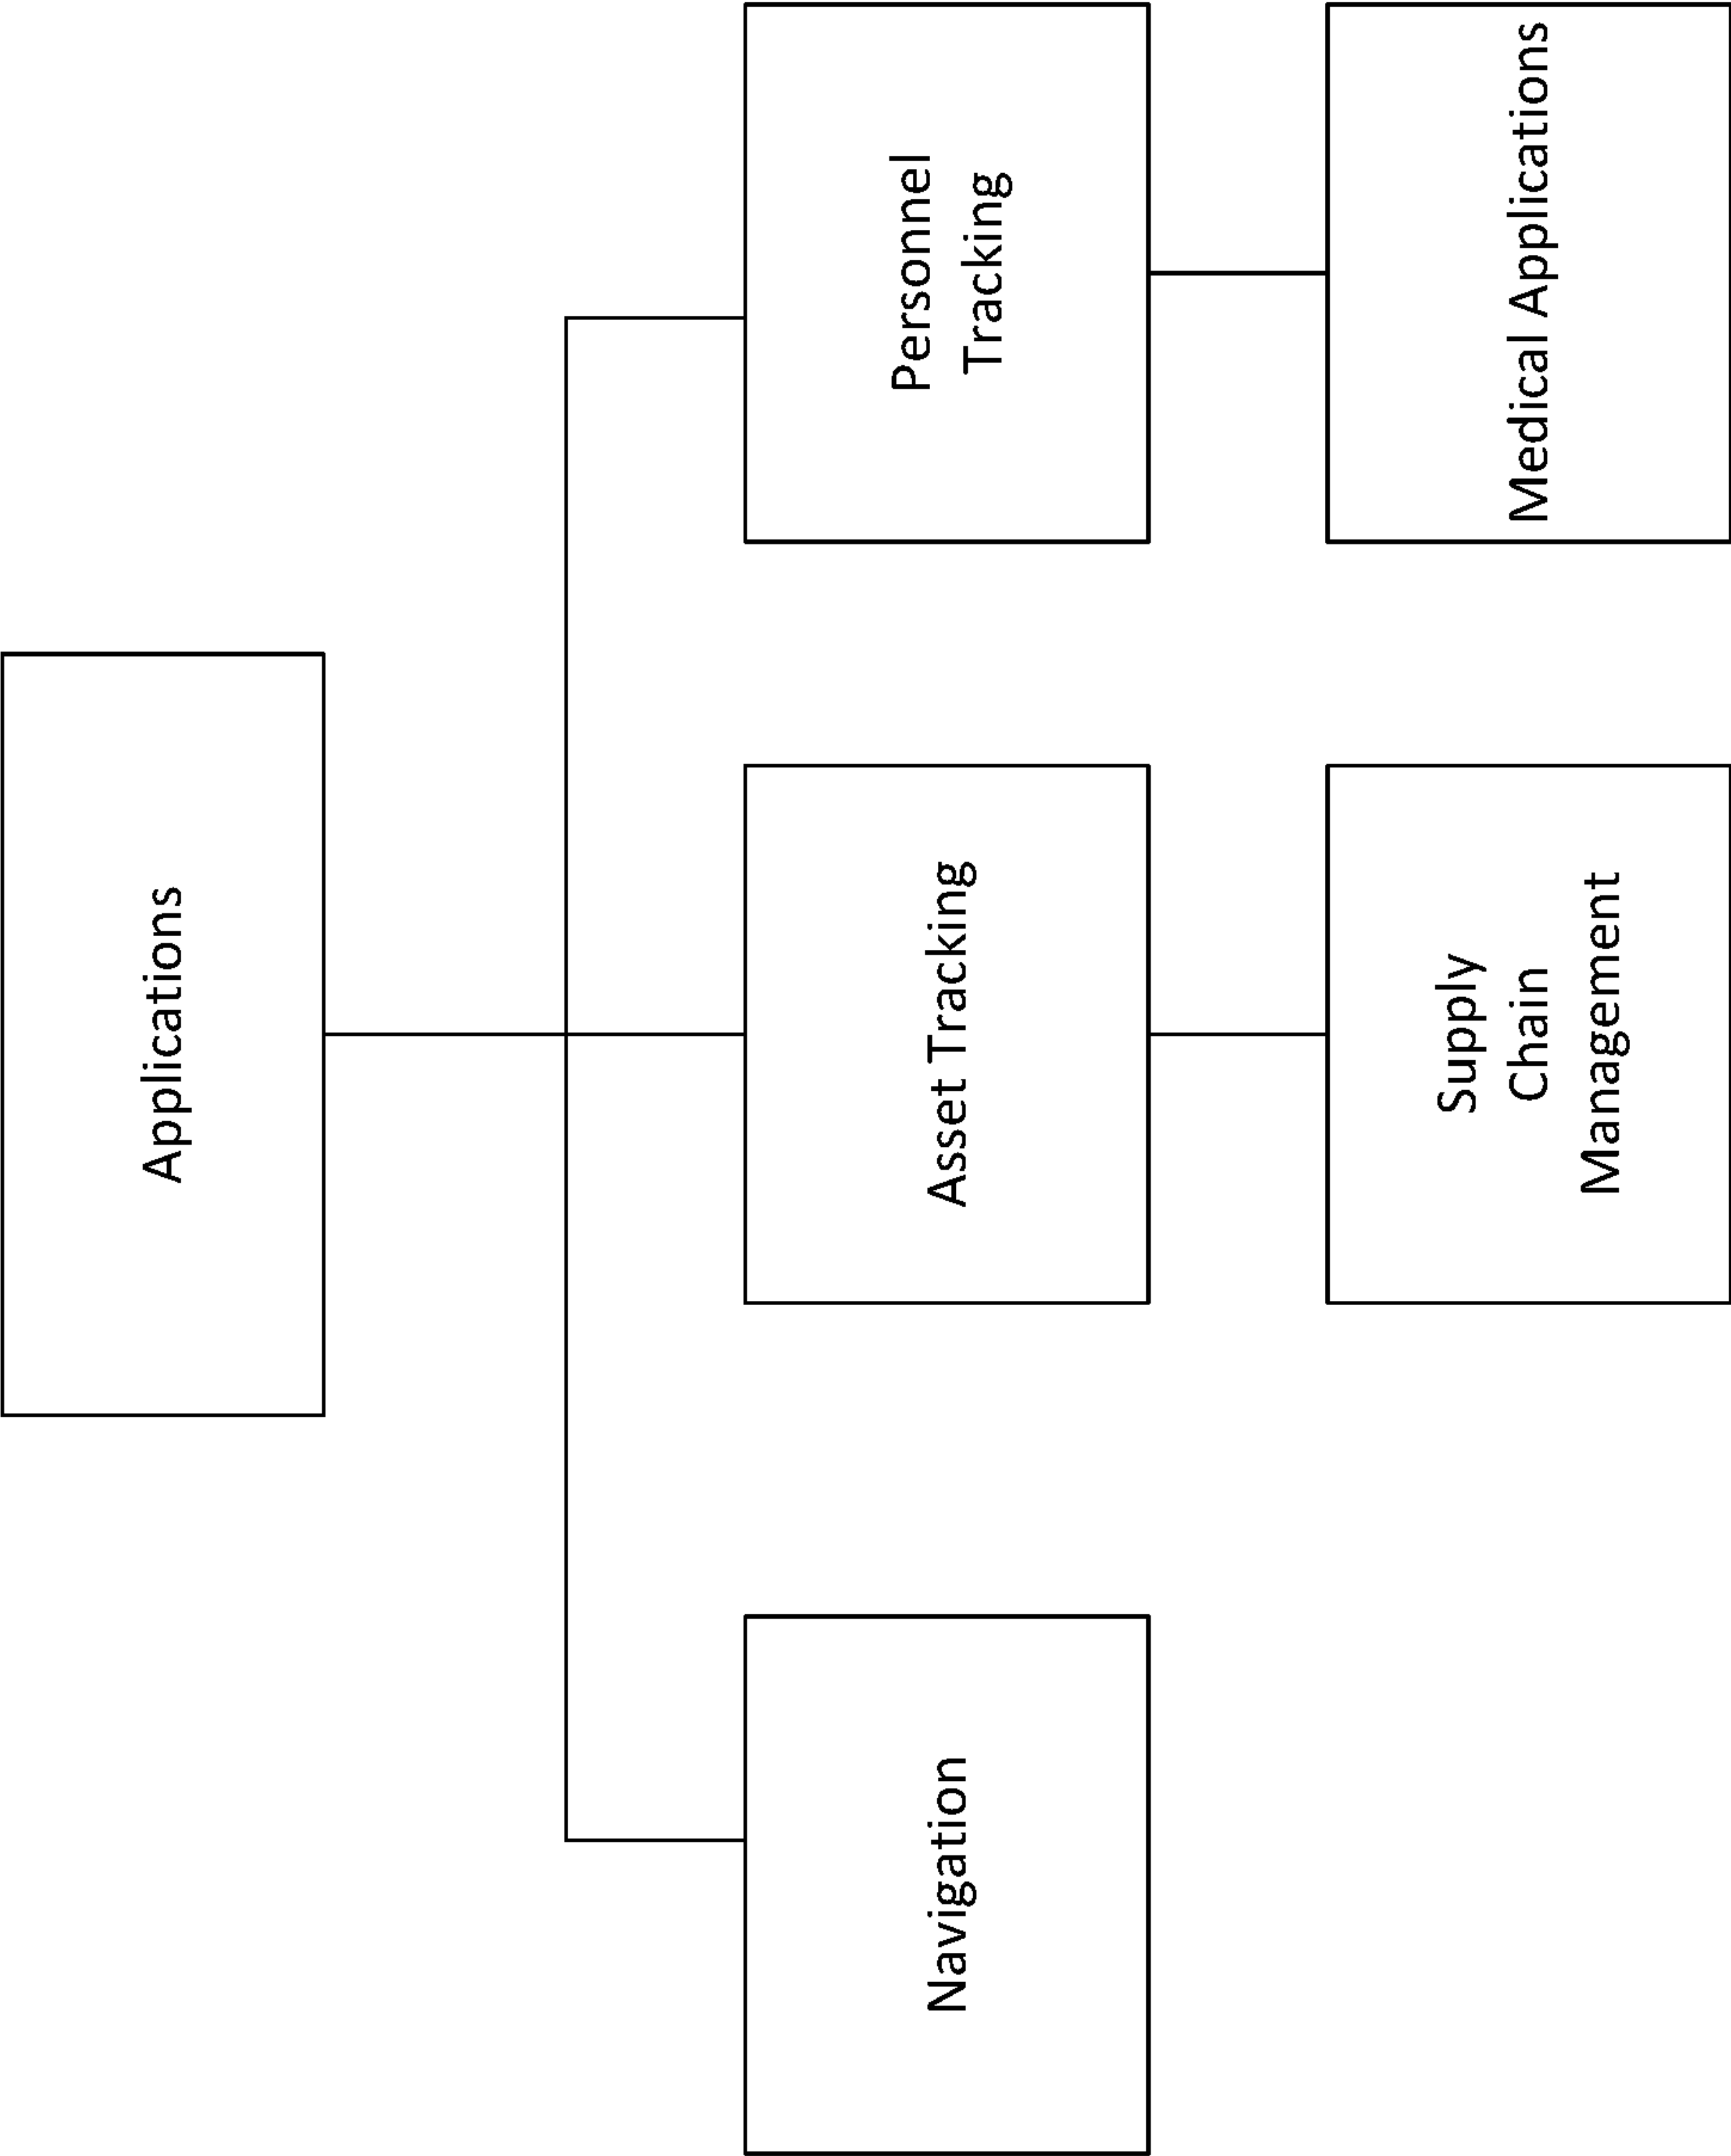 Applications
Navigation
Asset Tracking
Personnel
Tracking
Supply
Chain
Management
Medical Applications